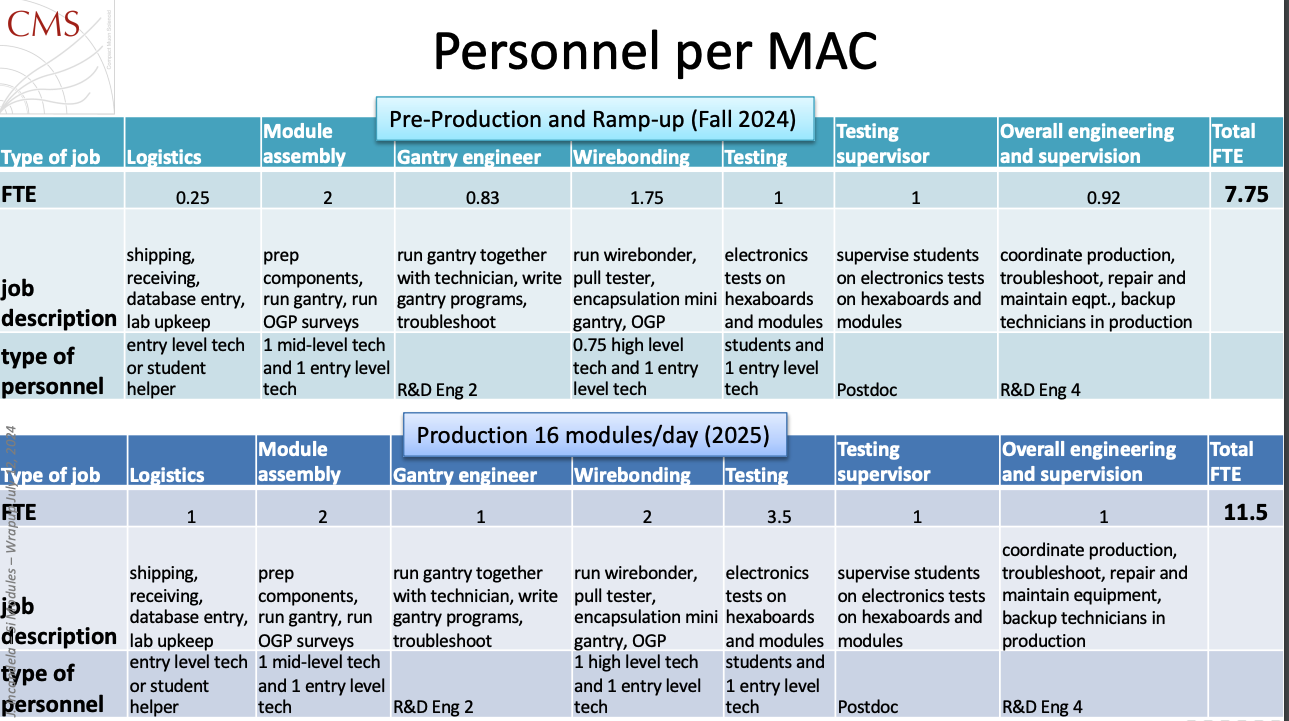 CMS
Personnel per MAC
Pre-Production and Ramp-up (Fall 2024)
Type of job
Logistics
Module
assembly
Gantry engineer
Wirebonding
Testing
Testing
supervisor
Overall engineering
and supervision
Total
FTE
FTE
0.25
2
0.83
1.75
1
1
0.92
7.75
job
description
shipping,
receiving,
database entry,
lab upkeep
prep
components,
run gantry, run
OGP surveys
run gantry together
with technician, write
gantry programs,
troubleshoot
run wirebonder,
pull tester,
encapsulation mini
gantry, OGP
electronics
tests on
hexaboards
and modules
supervise students
on electronics tests
on hexaboards and
modules
coordinate production,
troubleshoot, repair and
maintain eqpt., backup
technicians in production
type of
personnel
entry level tech
or student
helper
1 mid-level tech
and 1 entry level
tech
R&D Eng 2
0.75 high level
tech and 1 entry
level tech
students and
1 entry level
tech
Postdoc
R&D Eng 4
Production 16 modules/day (2025)
Type of job
Logistics
Module
assembly
Gantry engineer
Wirebonding
Testing
Testing
supervisor
Overall engineering
and supervision
Total
FTE
FTE
1
2
1
2
3.5
1
1
11.5
job
description
shipping,
receiving,
database entry,
lab upkeep
prep
components,
run gantry, run
OGP surveys
run gantry together
with technician, write
gantry programs,
troubleshoot
run wirebonder,
pull tester,
encapsulation mini
gantry, OGP
electronics
tests on
hexaboards
and modules
supervise students
on electronics tests
on hexaboards and
modules
coordinate production,
troubleshoot, repair and
maintain equipment,
backup technicians in
production
type of
personnel
entry level tech
or student
helper
1 mid-level tech
and 1 entry level
tech
R&D Eng 2
1 high level tech
and 1 entry level
tech
students and
1 entry level
tech
Postdoc
R&D Eng 4
Modules – Wrapup 2024